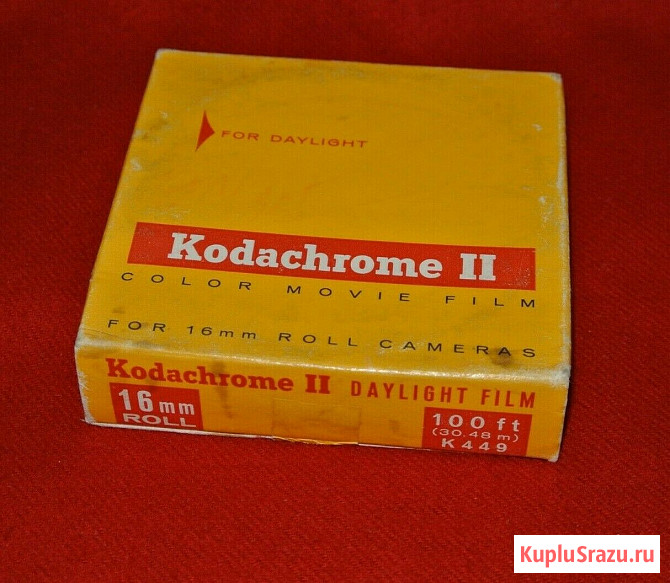 FOR DAYLIGHT
Kodachrome II
COLOR MOVIE FILM
FOR 16mm ROLL CAMERAS
Kodachrome II DAYLIGHT FILM
16mm
ROLL
100 ft
(30.48 m)
K449
KupluSrazu.ru